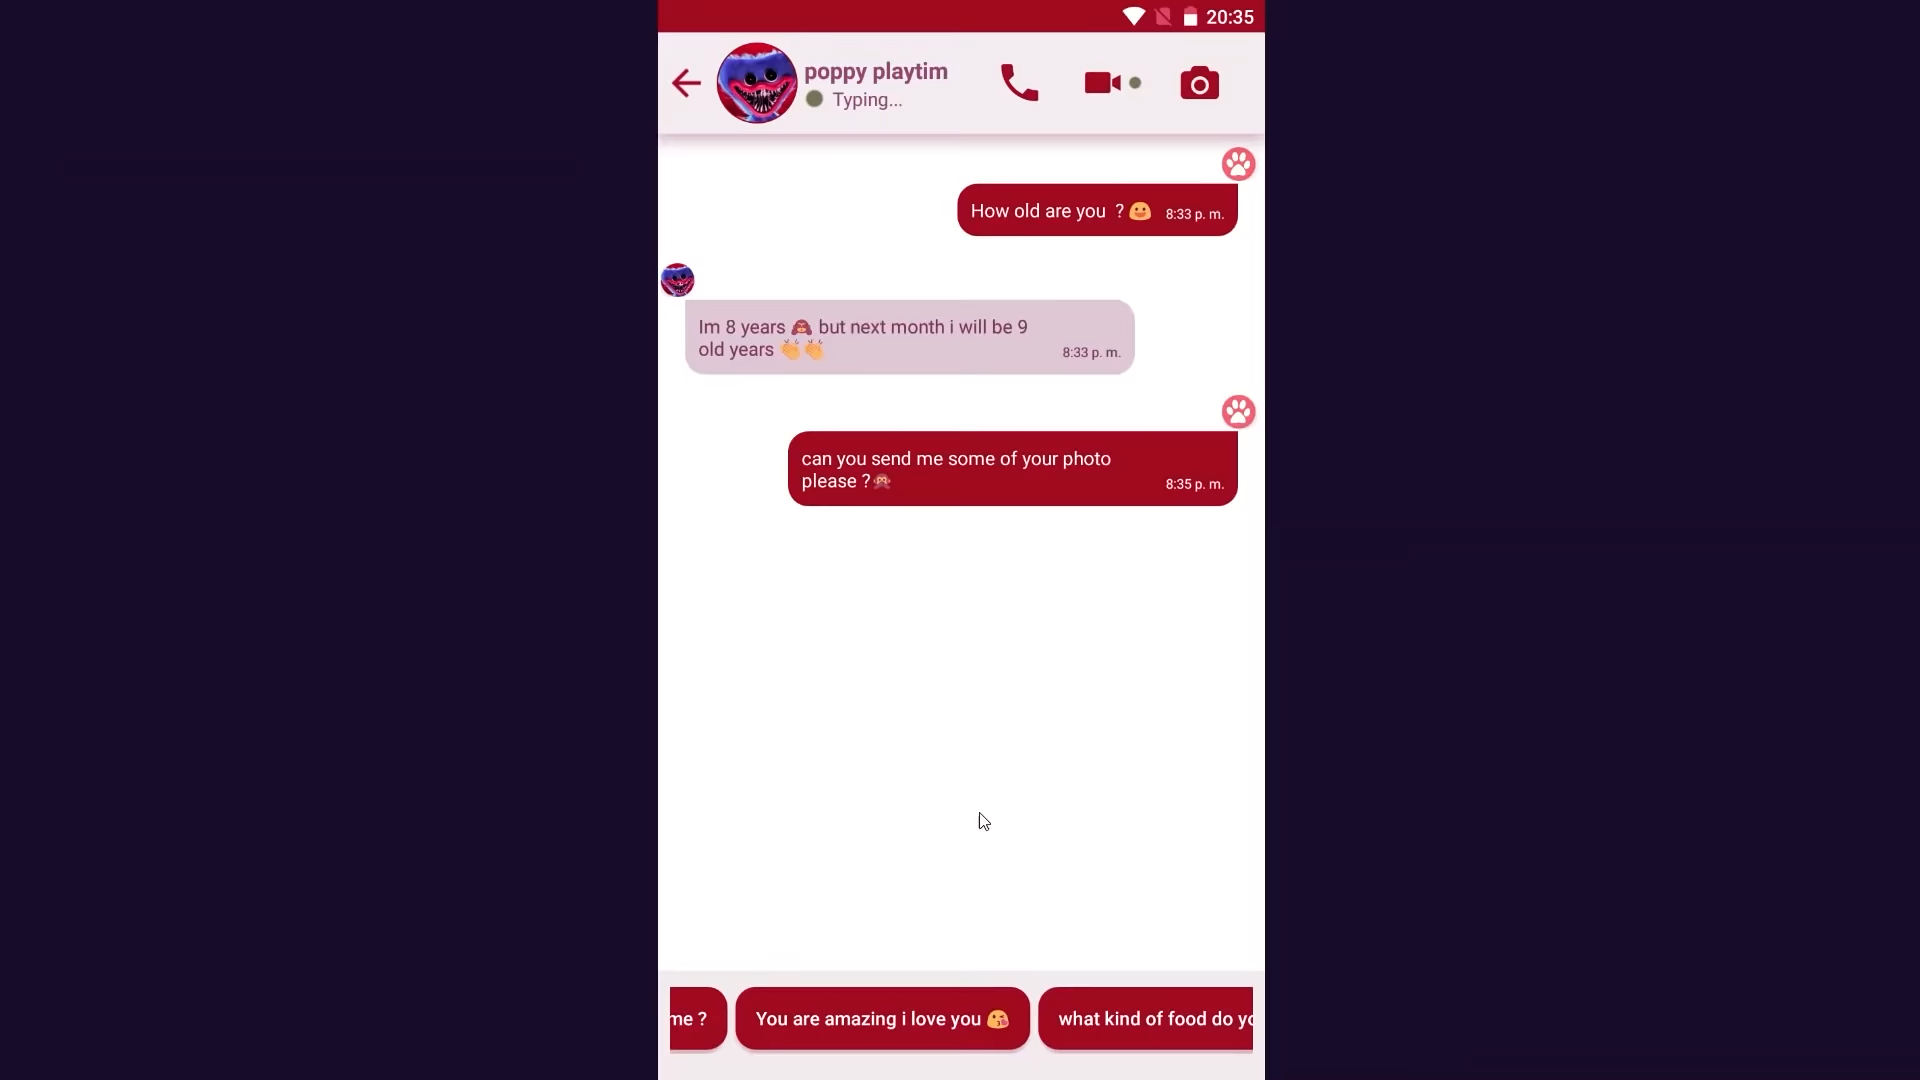 20:35
poppy playtim
Typing...
How old are you ? 😃 8:33 p. m.
Im 8 years 🙈 but next month i will be 9
old years 👏👏 8:33 p. m.
can you send me some of your photo
please ?🙊 8:35 p. m.
me ?
You are amazing i love you 😘
what kind of food do yo